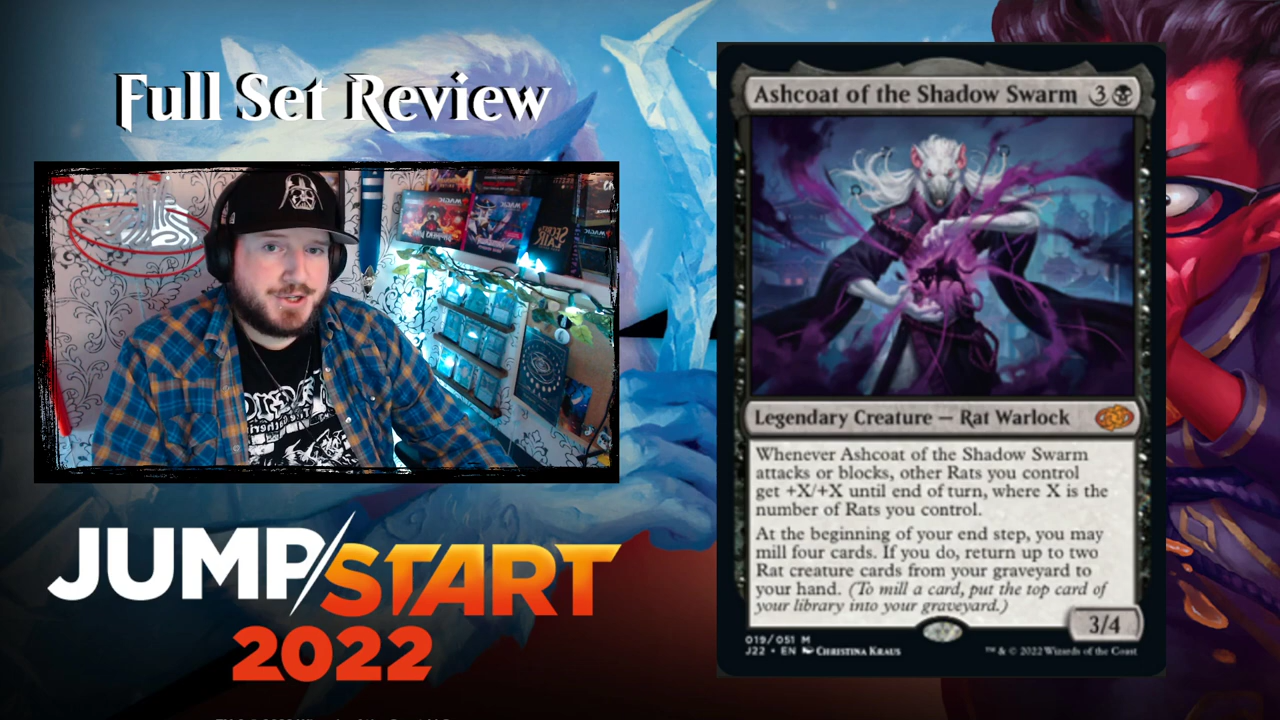 Full Set Review
JUMP/START
2022
Ashcoat of the Shadow Swarm 3
Legendary Creature — Rat Warlock
Whenever Ashcoat of the Shadow Swarm
attacks or blocks, other Rats you control
get +X/+X until end of turn, where X is the
number of Rats you control.
At the beginning of your end step, you may
mill four cards. If you do, return up to two
Rat creature cards from your graveyard to
your hand. (To mill a card, put the top card of
your library into your graveyard.)
3/4
019/051 M
J22 • EN CHRISTINA KRAUS
™ & © 2022 Wizards of the Coast